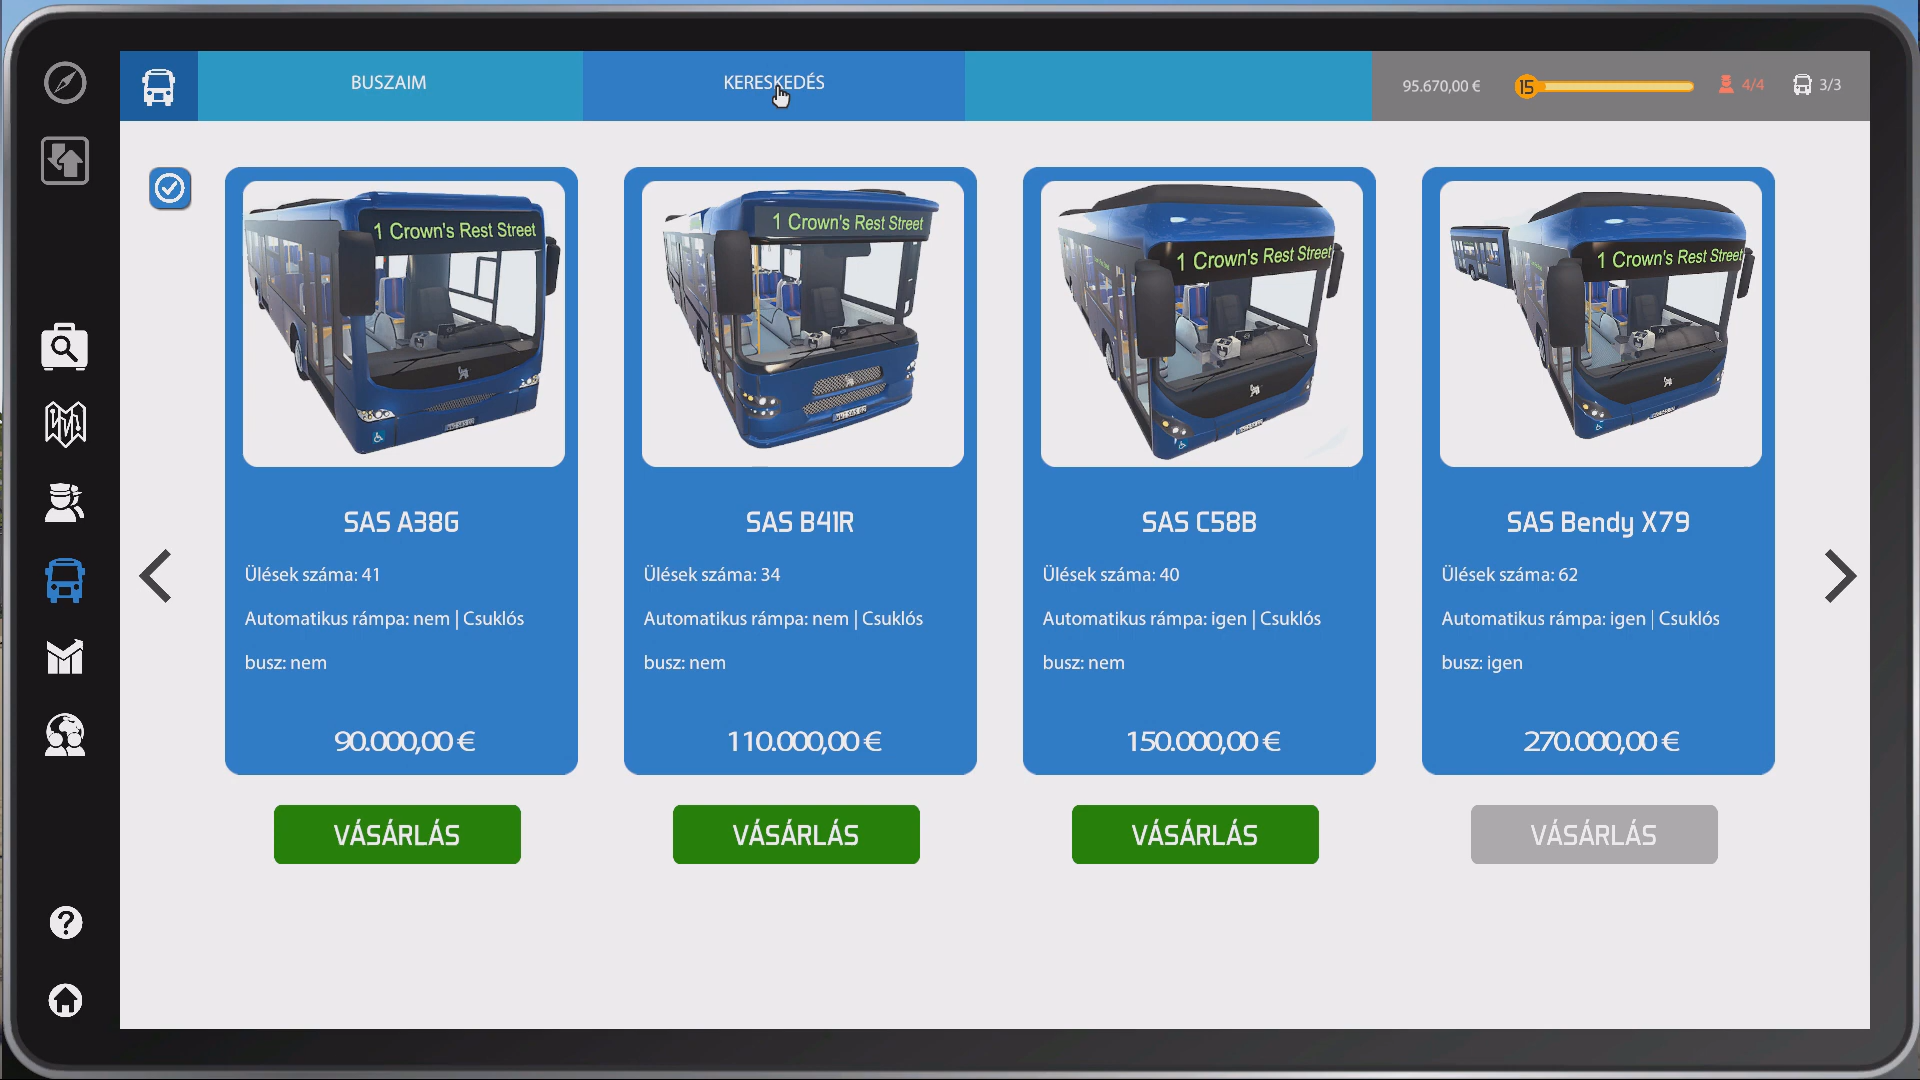 BUSZAIM
KERESKEDÉS
95.670,00 €
15
4/4
3/3
1 Crown's Rest Street
1 Crown's Rest Street
1 Crown's Rest Street
1 Crown's Rest Street
SAS A38G
Ülések száma: 41
Automatikus rámpa: nem | Csuklós
busz: nem
90.000,00 €
VÁSÁRLÁS
SAS B41R
Ülések száma: 34
Automatikus rámpa: nem | Csuklós
busz: nem
110.000,00 €
VÁSÁRLÁS
SAS C58B
Ülések száma: 40
Automatikus rámpa: igen | Csuklós
busz: nem
150.000,00 €
VÁSÁRLÁS
SAS Bendy X79
Ülések száma: 62
Automatikus rámpa: igen | Csuklós
busz: igen
270.000,00 €
VÁSÁRLÁS